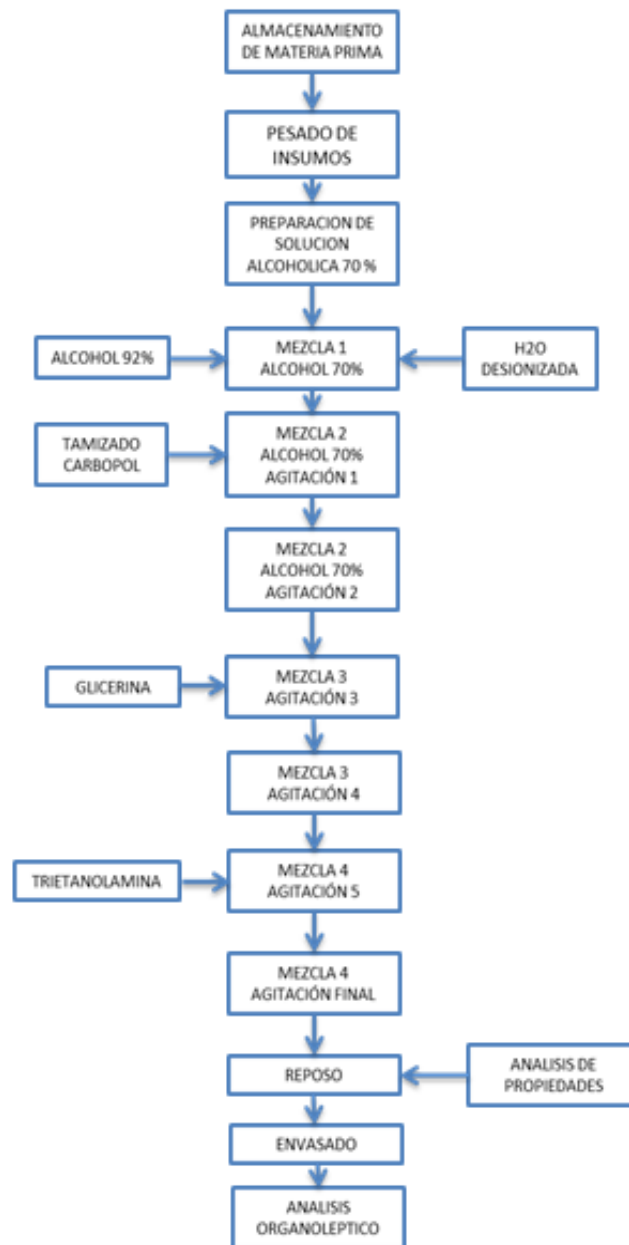 ALMACENAMIENTO
DE MATERIA PRIMA
PESADO DE
INSUMOS
PREPARACION DE
SOLUCION
ALCOHOLICA 70 %
ALCOHOL 92%
MEZCLA 1
ALCOHOL 70%
H2O
DESIONIZADA
TAMIZADO
CARBOPOL
MEZCLA 2
ALCOHOL 70%
AGITACIÓN 1
MEZCLA 2
ALCOHOL 70%
AGITACIÓN 2
GLICERINA
MEZCLA 3
AGITACIÓN 3
MEZCLA 3
AGITACIÓN 4
TRIETANOLAMINA
MEZCLA 4
AGITACIÓN 5
MEZCLA 4
AGITACIÓN FINAL
REPOSO
ANALISIS DE
PROPIEDADES
ENVASADO
ANALISIS
ORGANOLEPTICO